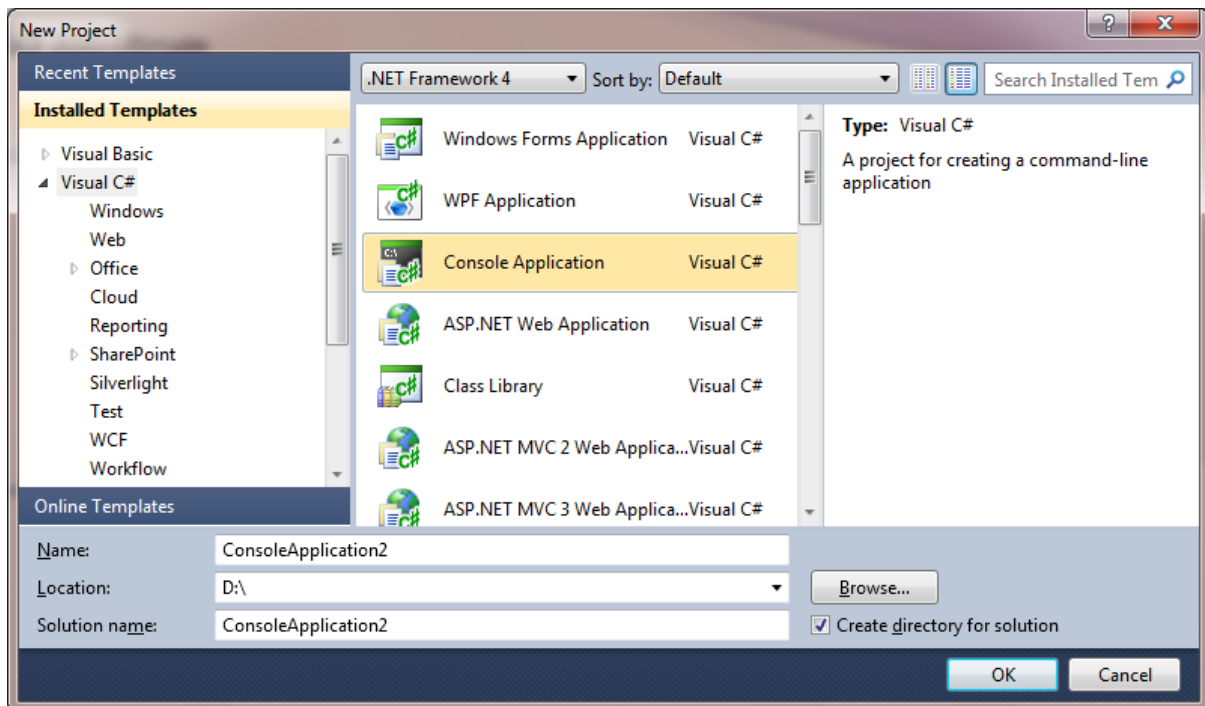 New Project
Recent Templates
Installed Templates
Visual Basic
Visual C#
Windows
Web
Office
Cloud
Reporting
SharePoint
Silverlight
Test
WCF
Workflow
Online Templates
.NET Framework 4 Sort by: Default Search Installed Tem
Windows Forms Application Visual C#
WPF Application Visual C#
Console Application Visual C#
ASP.NET Web Application Visual C#
Class Library Visual C#
ASP.NET MVC 2 Web Applica...Visual C#
ASP.NET MVC 3 Web Applica...Visual C#
Type: Visual C#
A project for creating a command-line
application
Name: ConsoleApplication2
Location: D:\ Browse...
Solution name: ConsoleApplication2 Create directory for solution
OK Cancel